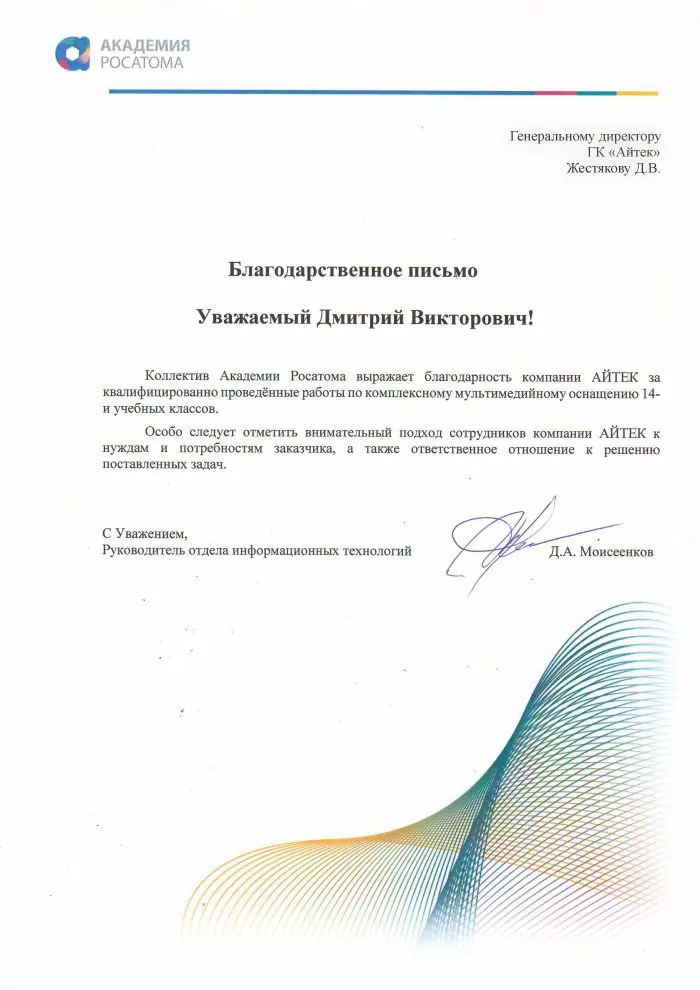 АКАДЕМИЯ
РОСАТОМА
Генеральному директору
ГК «Айтек»
Жестякову Д.В.
Благодарственное письмо
Уважаемый Дмитрий Викторович!
Коллектив Академии Росатома выражает благодарность компании АЙТЕК за
квалифицированно проведённые работы по комплексному мультимедийному оснащению 14-
и учебных классов.
Особо следует отметить внимательный подход сотрудников компании АЙТЕК к
нуждам и потребностям заказчика, а также ответственное отношение к решению
поставленных задач.
С Уважением,
Руководитель отдела информационных технологий Д.А. Моисеенков